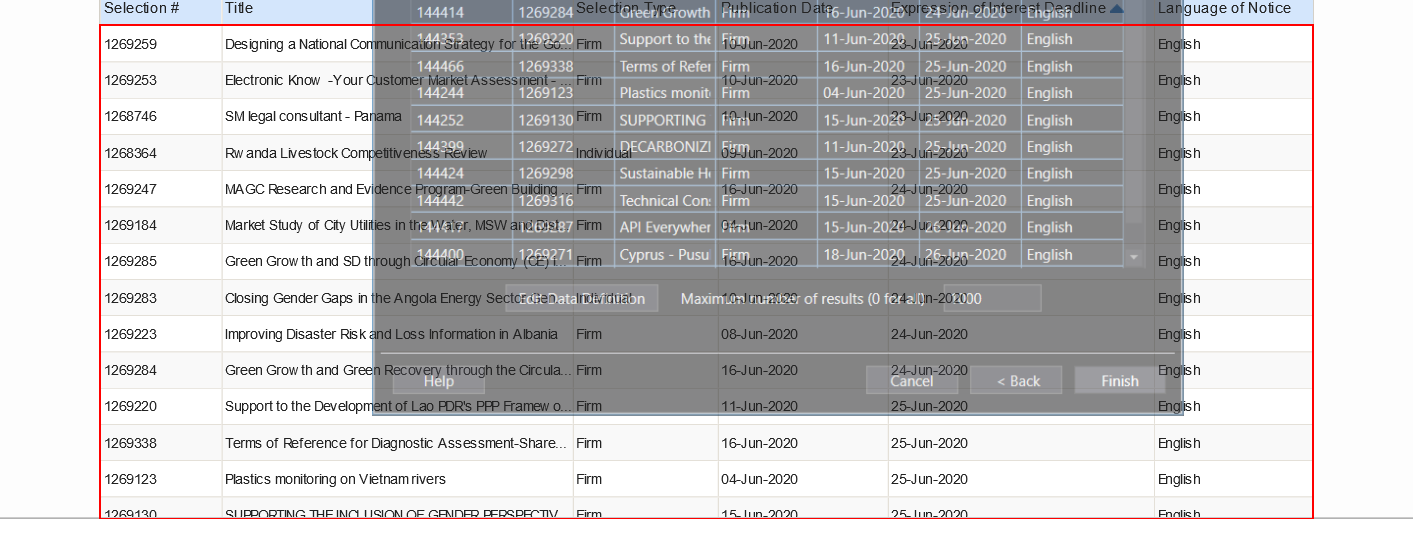 Selection # Title Selection Type Publication Date Expression of Interest Deadline Language of Notice
144414 1269284 Green Growth Firm 16-Jun-2020 24-Jun-2020 English
1269259 Designing a National Communication Strategy for the Go... Firm 10-Jun-2020 23-Jun-2020 English
144353 1269220 Support to the Firm 11-Jun-2020 25-Jun-2020 English
144466 1269338 Terms of Refer Firm 16-Jun-2020 25-Jun-2020 English
1269253 Electronic Know -Your Customer Market Assessment - ... Firm 10-Jun-2020 23-Jun-2020 English
144244 1269123 Plastics monit Firm 04-Jun-2020 25-Jun-2020 English
1268746 SM legal consultant - Panama Firm 10-Jun-2020 23-Jun-2020 English
144252 1269130 SUPPORTING Firm 15-Jun-2020 25-Jun-2020 English
144399 1269272 DECARBONIZI Firm 11-Jun-2020 25-Jun-2020 English
1268364 Rwanda Livestock Competitiveness Review Individual 09-Jun-2020 23-Jun-2020 English
144424 1269298 Sustainable H Firm 15-Jun-2020 25-Jun-2020 English
1269247 MAGC Research and Evidence Program-Green Building ... Firm 16-Jun-2020 24-Jun-2020 English
144442 1269316 Technical Con Firm 15-Jun-2020 25-Jun-2020 English
1269184 Market Study of City Utilities in the Water, MSW and Firm 04-Jun-2020 24-Jun-2020 English
API Everywher Firm 15-Jun-2020 26-Jun-2020 English
144400 1269271 Cyprus - Pusu Firm 18-Jun-2020 26-Jun-2020 English
1269285 Green Growth and SD through Circular Economy (CE) i... Firm 16-Jun-2020 24-Jun-2020 English
1269283 Closing Gender Gaps in the Angola Energy Sector Individual 10-Jun-2020 24-Jun-2020 English
Edit Data Definition Maximum number of results (0 for all)
1269223 Improving Disaster Risk and Loss Information in Albania Firm 08-Jun-2020 24-Jun-2020 English
1269284 Green Growth and Green Recovery through the Circula... Firm 16-Jun-2020 24-Jun-2020 English
Help Cancel < Back Finish
1269220 Support to the Development of Lao PDR's PPP Framewo... Firm 11-Jun-2020 25-Jun-2020 English
1269338 Terms of Reference for Diagnostic Assessment-Share... Firm 16-Jun-2020 25-Jun-2020 English
1269123 Plastics monitoring on Vietnam rivers Firm 04-Jun-2020 25-Jun-2020 English
1269130 SUPPORTING THE INCLUSION OF GENDER PERSPECTIV... Firm 15-Jun-2020 25-Jun-2020 English